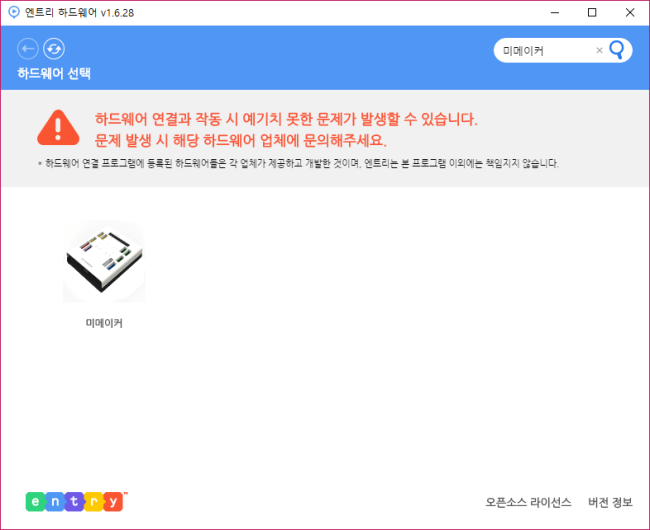 엔트리 하드웨어 v1.6.28
미메이커
하드웨어 선택
하드웨어 연결과 작동 시 예기치 못한 문제가 발생할 수 있습니다.
문제 발생 시 해당 하드웨어 업체에 문의해주세요.
* 하드웨어 연결 프로그램에 등록된 하드웨어들은 각 업체가 제공하고 개발한 것이며, 엔트리는 본 프로그램 이외에는 책임지지 않습니다.
미메이커
entry
오픈소스 라이선스 버전 정보